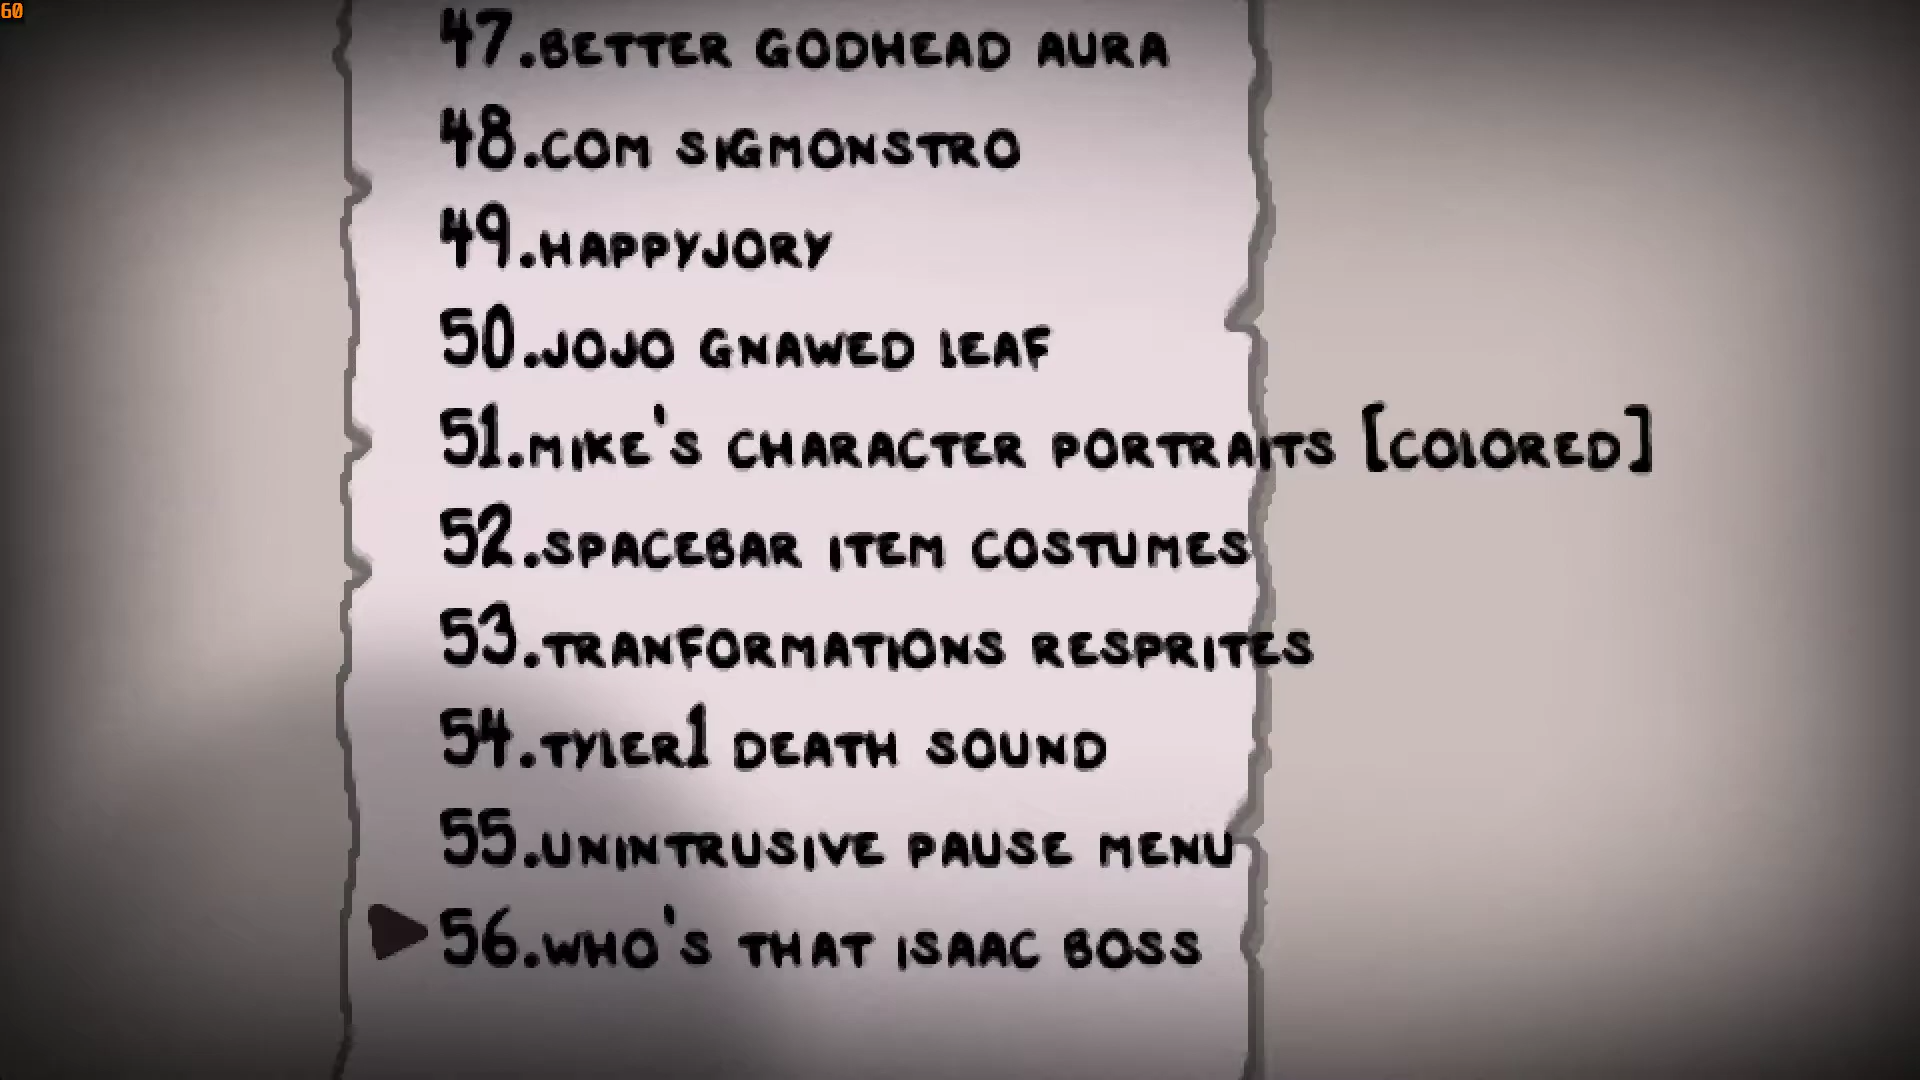 60
47.BETTER GODHEAD AURA
48.COM SIGMONSTRO
49.HAPPYJORY
50.JOJO GNAWED LEAF
51.MIKE'S CHARACTER PORTRAITS [COLORED]
52.SPACEBAR ITEM COSTUMES
53.TRANFORMATIONS RESPRITES
54.TYLER1 DEATH SOUND
55.UNINTRUSIVE PAUSE MENU
56.WHO'S THAT ISAAC BOSS